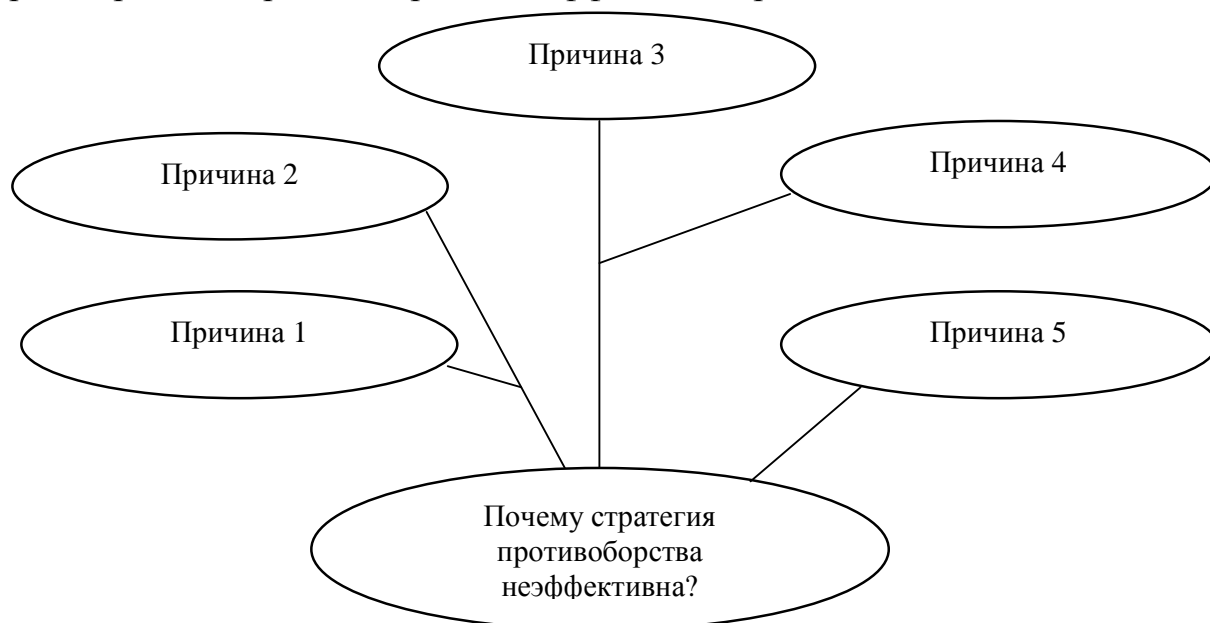 Причина 3
Причина 2
Причина 4
Причина 1
Причина 5
Почему стратегия
противоборства
неэффективна?